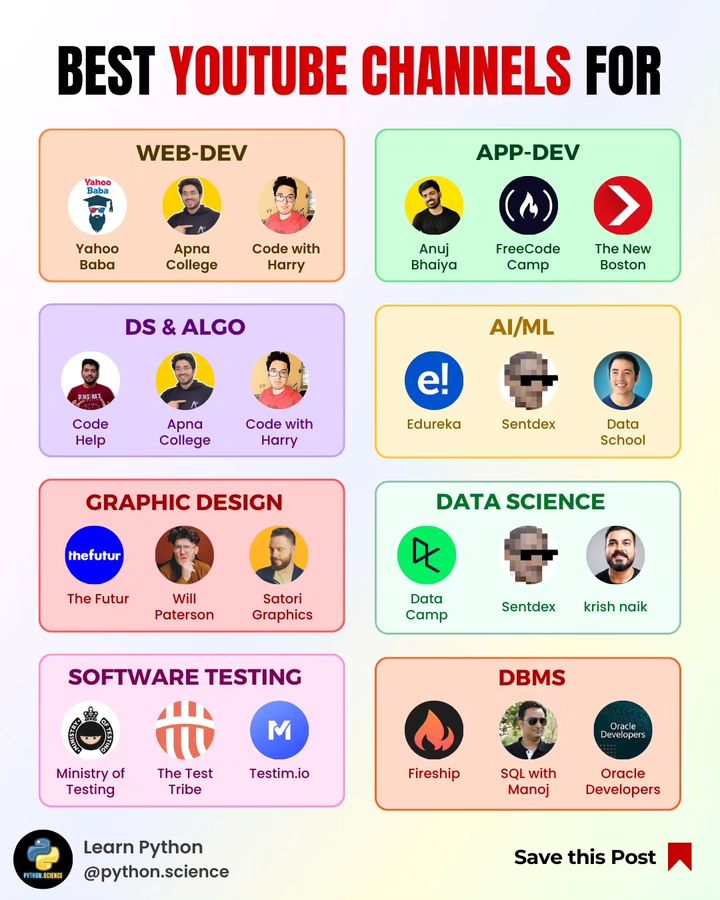 BEST YOUTUBE CHANNELS FOR
WEB-DEV
Yahoo
Baba
Yahoo
Baba
Apna
College
Code with
Harry
APP-DEV
Anuj
Bhaiya
FreeCode
Camp
The New
Boston
DS & ALGO
Code
Help
Apna
College
Code with
Harry
AI/ML
e!
Edureka
Sentdex
Data
School
GRAPHIC DESIGN
thefutur
The Futur
Will
Paterson
Satori
Graphics
DATA SCIENCE
Data
Camp
Sentdex
krish naik
SOFTWARE TESTING
MINISTRY OF TESTING
Ministry of
Testing
The Test
Tribe
Testim.io
DBMS
Fireship
SQL with
Manoj
Oracle
Developers
Oracle
Developers
PYTHON.SCIENCE
Learn Python
@python.science
Save this Post